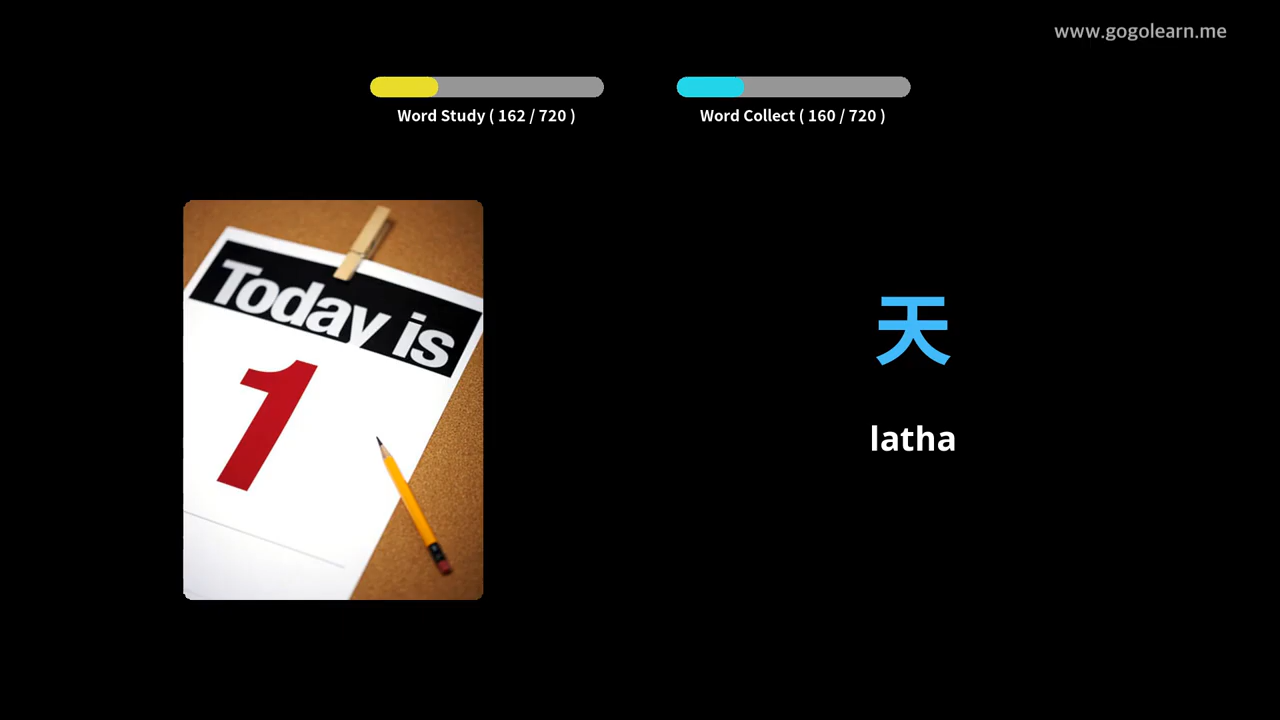 www.gogolearn.me
Word Study ( 162 / 720 )
Word Collect ( 160 / 720 )
Today is
1
天
latha